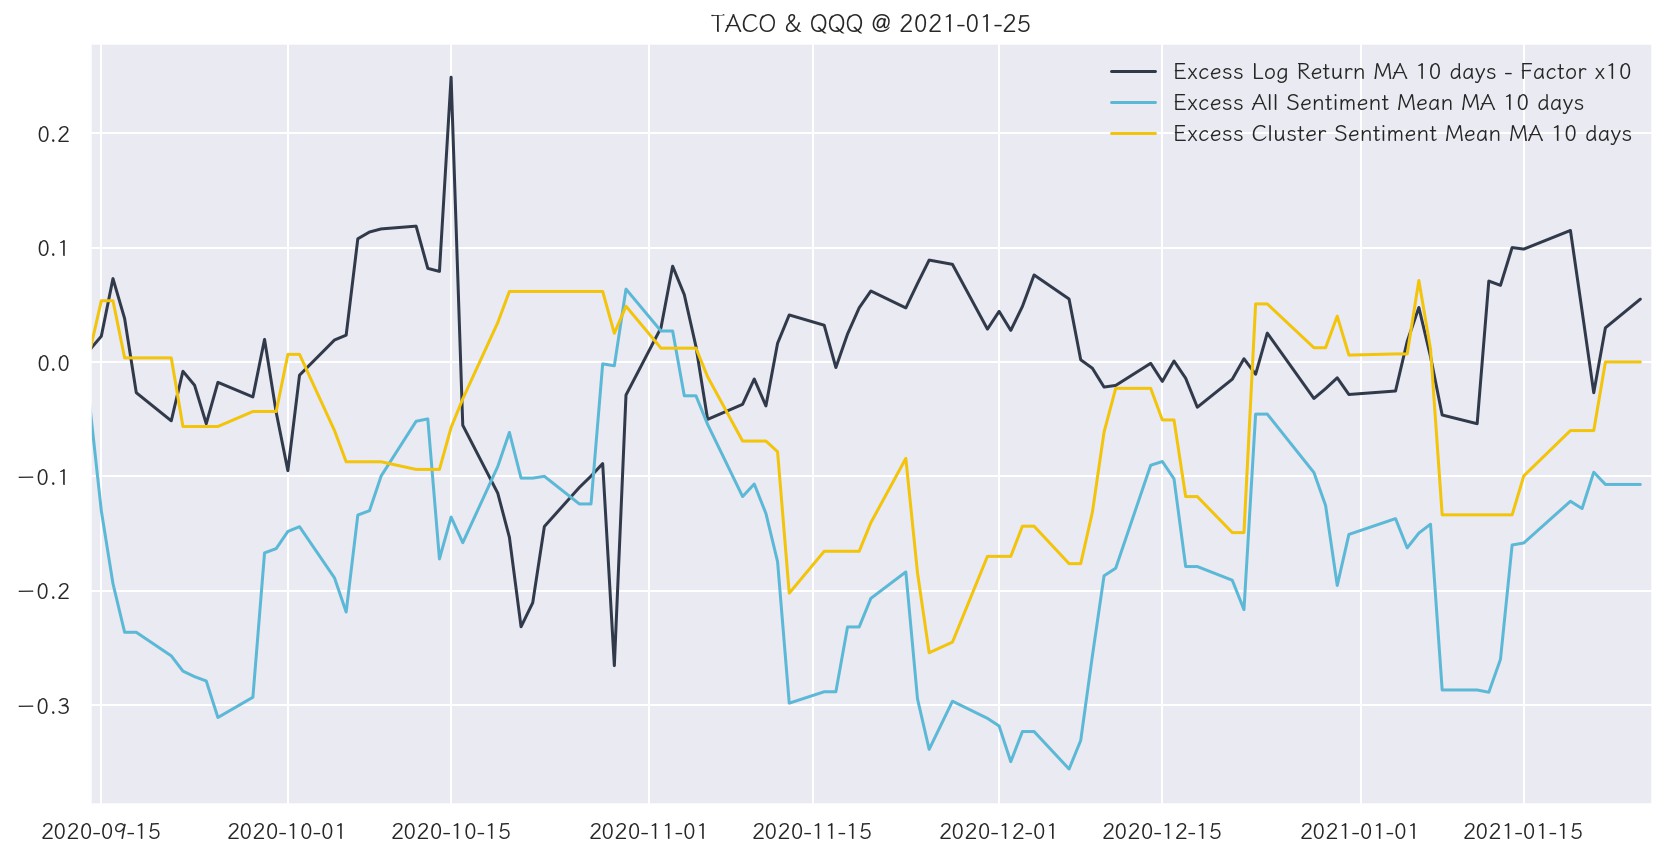 TACO & QQQ @ 2021-01-25
Excess Log Return MA 10 days - Factor x10
Excess All Sentiment Mean MA 10 days
Excess Cluster Sentiment Mean MA 10 days
0.2
0.1
0.0
−0.1
−0.2
−0.3
2020-09-15 2020-10-01 2020-10-15 2020-11-01 2020-11-15 2020-12-01 2020-12-15 2021-01-01 2021-01-15